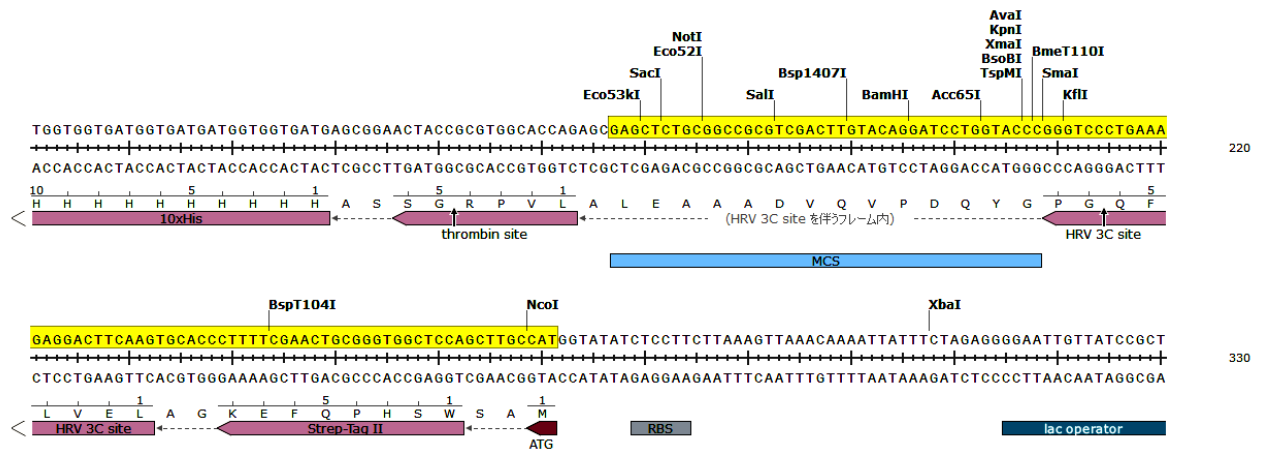 AvaI
KpnI
NotI XmaI BmeT110I
Eco52I BsoBI
SacI Bsp1407I TspMI SmaI
Eco53kI SalI BamHI Acc65I KflI
TGGTGGTGATGGTGATGATGGTGGTGATGAGCGGAACTACCGCGTGGCACCAGAGCGAGCTCTGCGGCCGCGTCGACTTGTACAGGATCCTGGTACCCGGGTCCCTGAAA
220
ACCACCACTACCACTACTACCACCACTACTCGCCTTGATGGCGCACCGTGGTCTCGCTCGAGACGCCGGCGCAGCTGAACATGTCCTAGGACCATGGGCCCAGGGACTTT
10 5 1 5 1 5
H H H H H H H H H H A S S G R P V L A L E A A A D V Q V P D Q Y G P G Q F
10xHis (HRV 3C site を伴うフレーム内)
thrombin site HRV 3C site
MCS
BspT104I NcoI XbaI
GAGGACTTCAAGTGCACCCTTTTCGAACTGCGGGTGGCTCCAGCTTGCCATGGTATATCTCCTTCTTAAAGTTAAACAAAATTATTTCTAGAGGGGAATTGTTATCCGCT
330
CTCCTGAAGTTCACGTGGGAAAAGCTTGACGCCCACCGAGGTCGAACGGTACCATATAGAGGAAGAATTTCAATTTGTTTTAATAAAGATCTCCCCTTAACAATAGGCGA
1 5 1 1
L V E L A G K E F Q P H S W S A M
HRV 3C site Strep-Tag II RBS lac operator
ATG